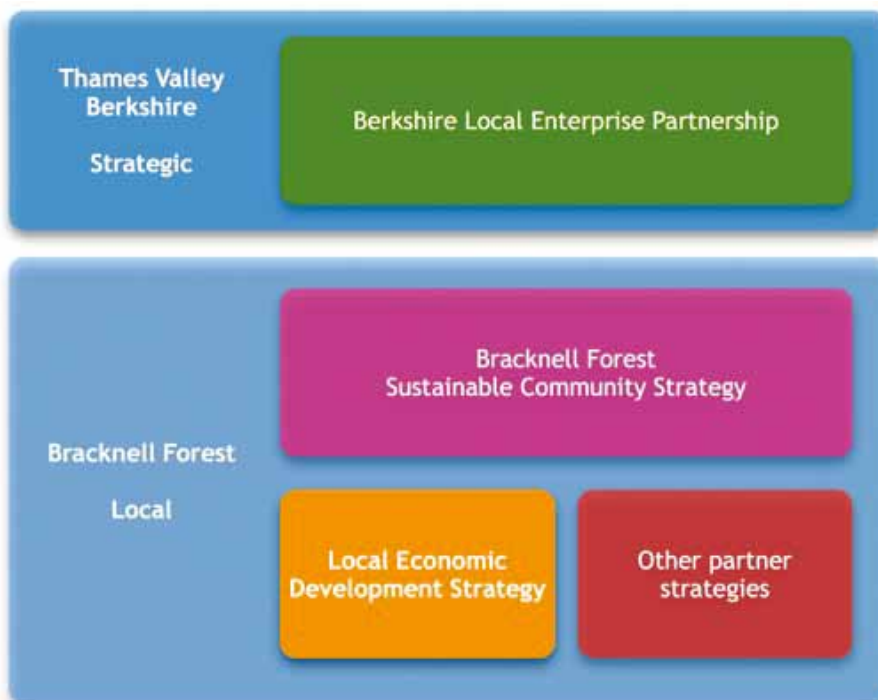 Thames Valley
Berkshire
Strategic
Berkshire Local Enterprise Partnership
Bracknell Forest
Local
Bracknell Forest
Sustainable Community Strategy
Local Economic
Development Strategy
Other partner
strategies